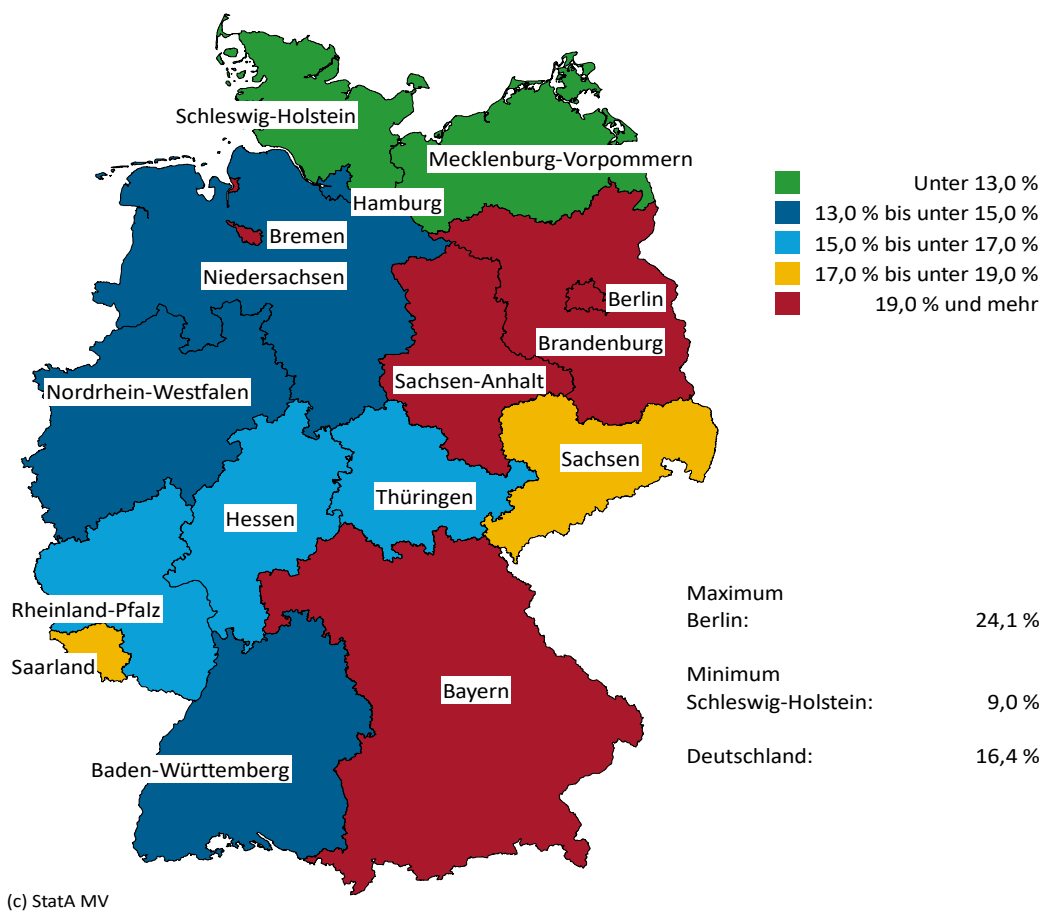 Schleswig-Holstein
Mecklenburg-Vorpommern
Hamburg
Bremen
Niedersachsen
Berlin
Brandenburg
Sachsen-Anhalt
Nordrhein-Westfalen
Sachsen
Thüringen
Hessen
Rheinland-Pfalz
Saarland
Bayern
Baden-Württemberg
Unter 13,0 %
13,0 % bis unter 15,0 %
15,0 % bis unter 17,0 %
17,0 % bis unter 19,0 %
19,0 % und mehr
Maximum
Berlin: 24,1 %
Minimum
Schleswig-Holstein: 9,0 %
Deutschland: 16,4 %
(c) StatA MV